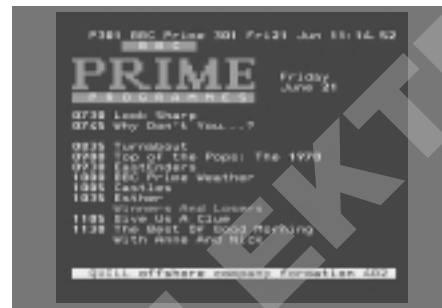 P301 BBC Prime 301 Fri21 Jun 11:14.52
BBC
PRIME
PROGRAMMES
Friday
June 21
0730 Look Sharp
0745 Why Don't You...?
0835 Turnabout
0900 Top of the Pops: The 1970
0930 EastEnders
1000 BBC Prime Weather
1005 Castles
1035 Esther
Winners And Losers
1105 Give Us A Clue
1130 The Best Of Good Morning
With Anne And Nick
QUILL offshore company formation 402
LEKT